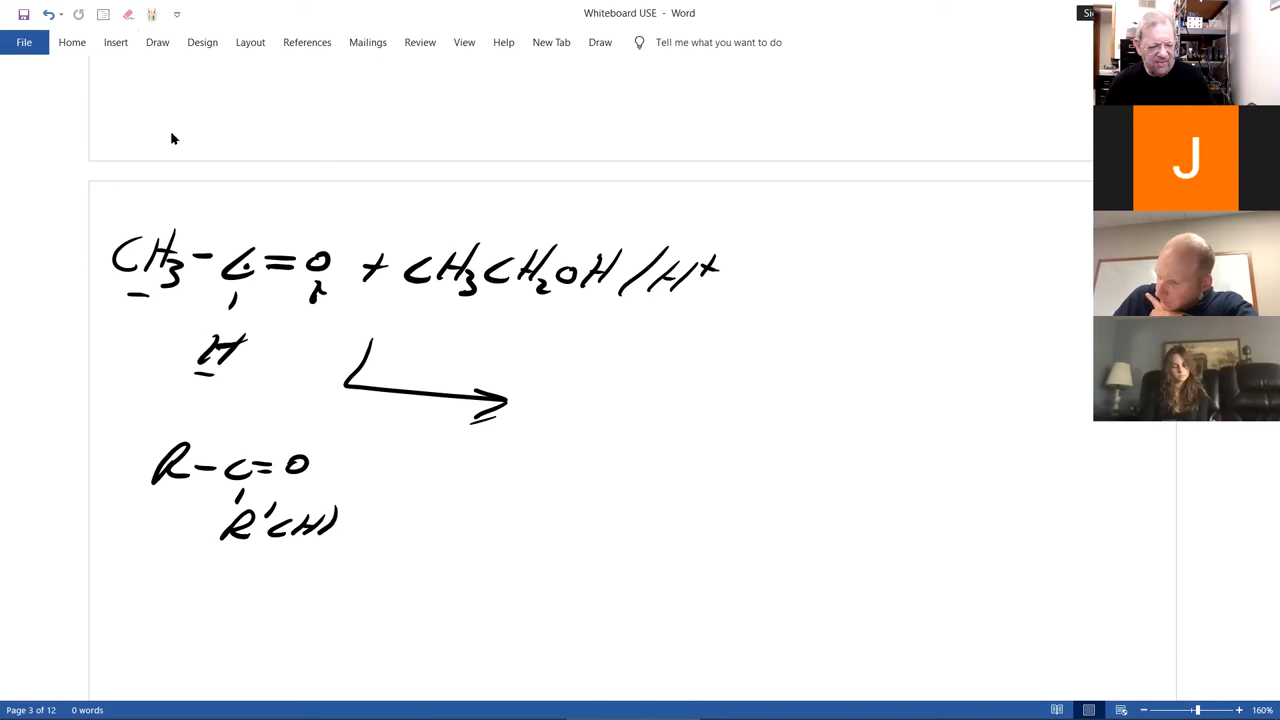 Whiteboard USE - Word
Si
File Home Insert Draw Design Layout References Mailings Review View Help New Tab Draw Tell me what you want to do
J
CH3-C=O + CH3CH2OH/H+
H
R-C=O
R'(H)
Page 3 of 12 0 words
160%